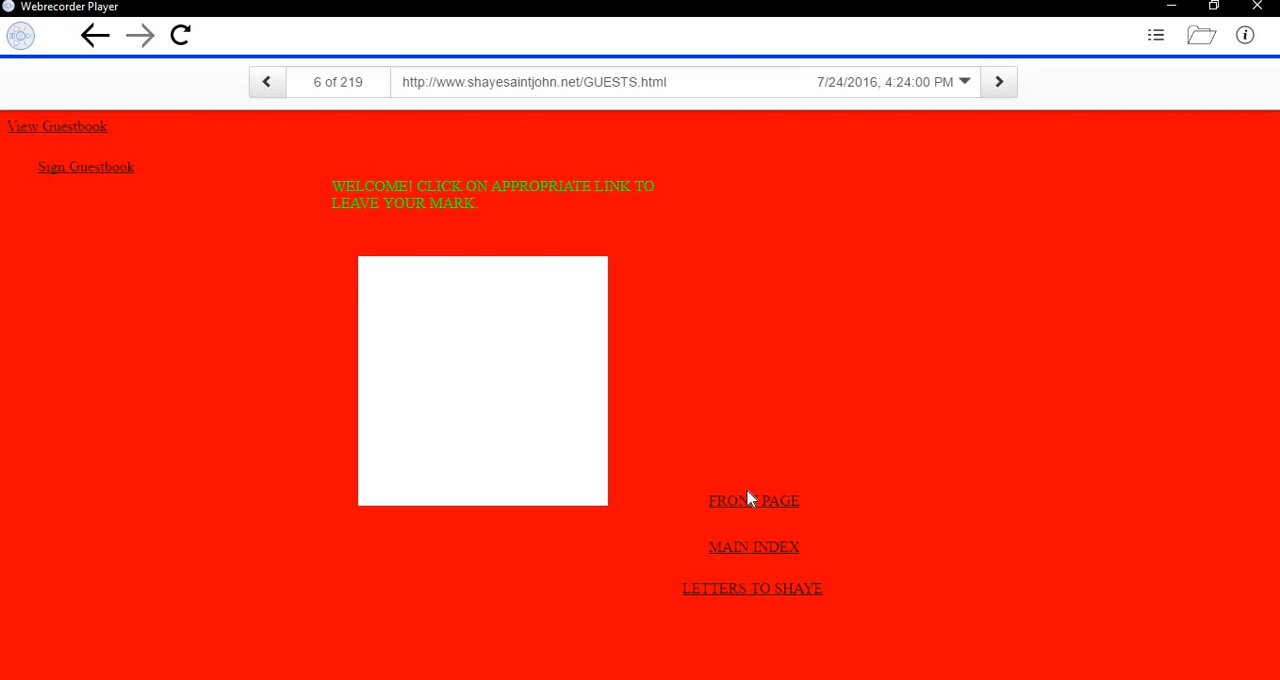 Webrecorder Player
6 of 219
http://www.shayesaintjohn.net/GUESTS.html
7/24/2016, 4:24:00 PM
View Guestbook
Sign Guestbook
WELCOME! CLICK ON APPROPRIATE LINK TO
LEAVE YOUR MARK.
FRONT PAGE
MAIN INDEX
LETTERS TO SHAYE